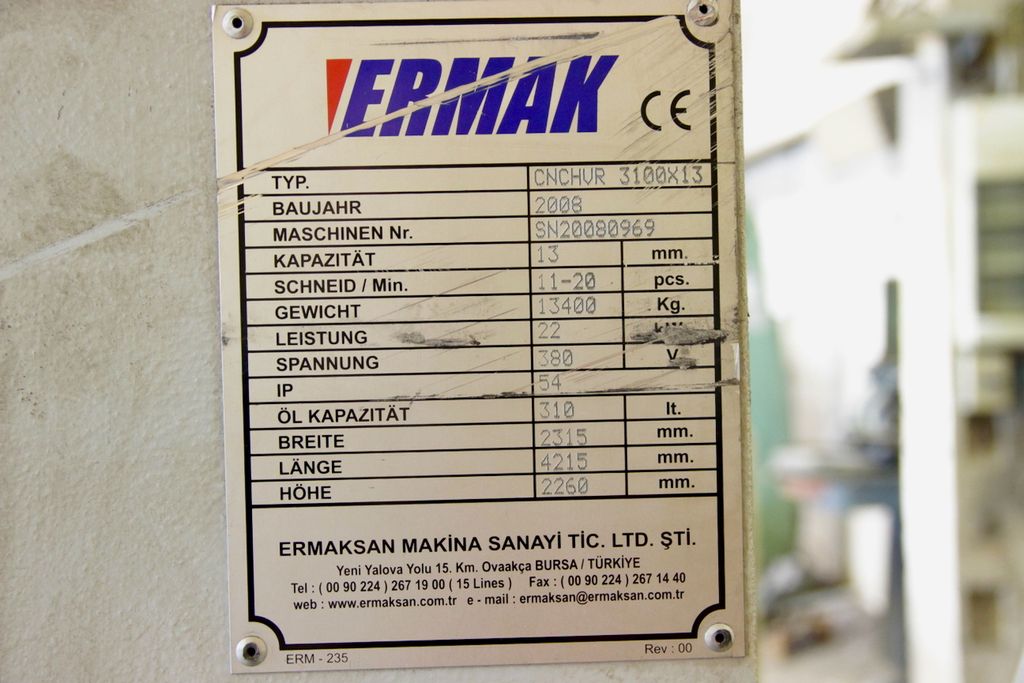 ERMAK CE
TYP. CNCHVR 3100X13
BAUJAHR 2008
MASCHINEN Nr. SN20080969
KAPAZITÄT 13 mm.
SCHNEID / Min. 11-20 pcs.
GEWICHT 13400 Kg.
LEISTUNG 22 kW
SPANNUNG 380 V
IP 54
ÖL KAPAZITÄT 310 lt.
BREITE 2315 mm.
LÄNGE 4215 mm.
HÖHE 2260 mm.
ERMAKSAN MAKİNA SANAYİ TİC. LTD. ŞTİ.
Yeni Yalova Yolu 15. Km. Ovaakça BURSA / TÜRKİYE
Tel : ( 00 90 224 ) 267 19 00 ( 15 Lines ) Fax : ( 00 90 224 ) 267 14 40
web : www.ermaksan.com.tr e - mail : ermaksan@ermaksan.com.tr
ERM - 235 Rev : 00